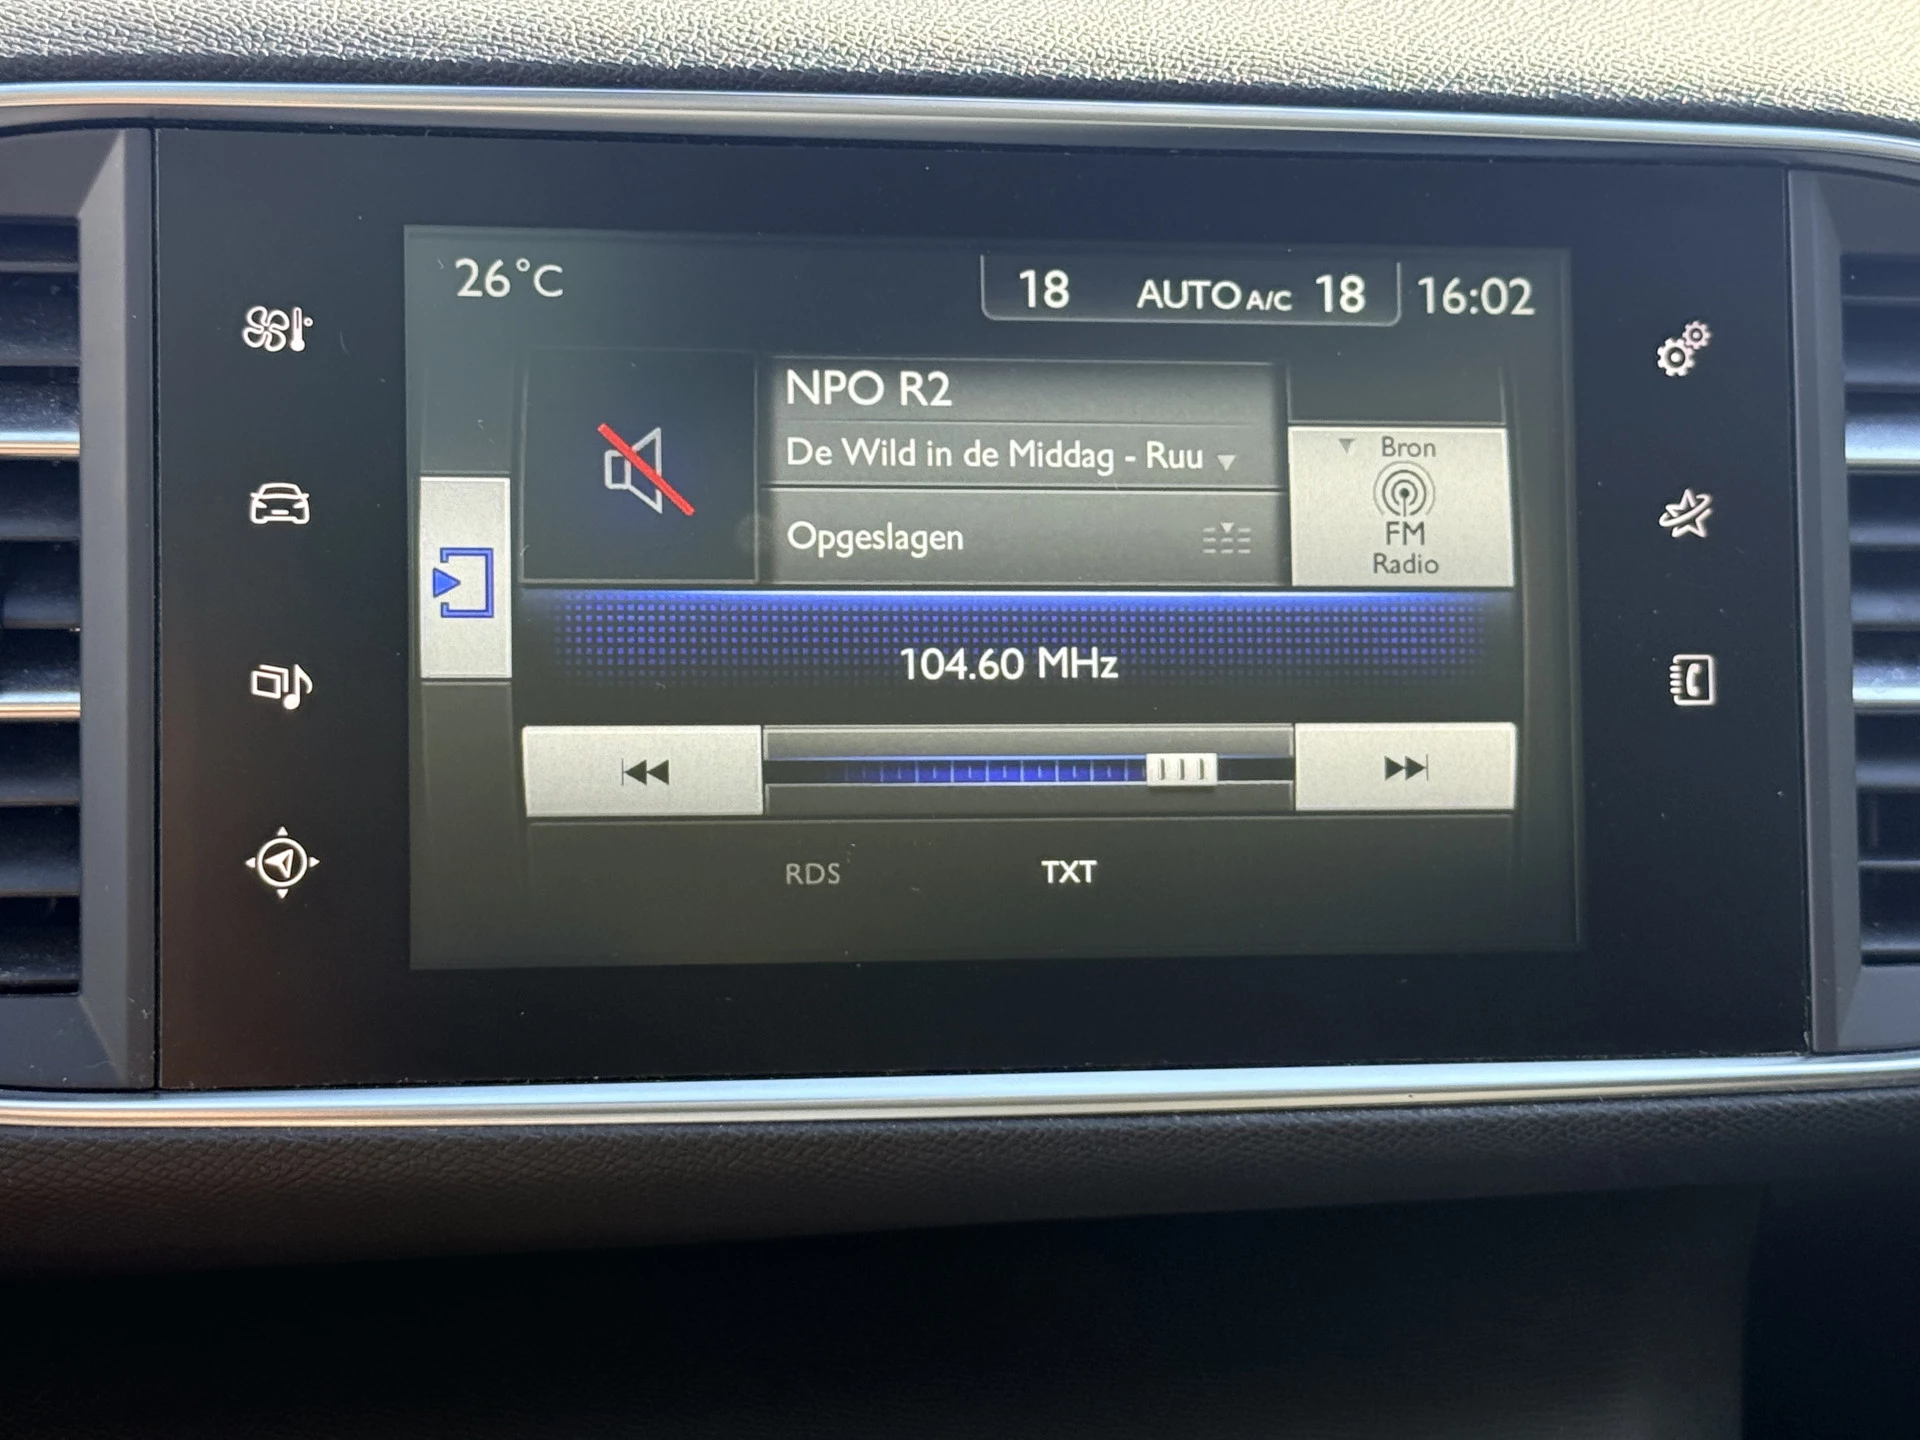 26°C 18 AUTO A/C 18 16:02
NPO R2
De Wild in de Middag - Ruu
Opgeslagen
Bron
FM
Radio
104.60 MHz
RDS TXT